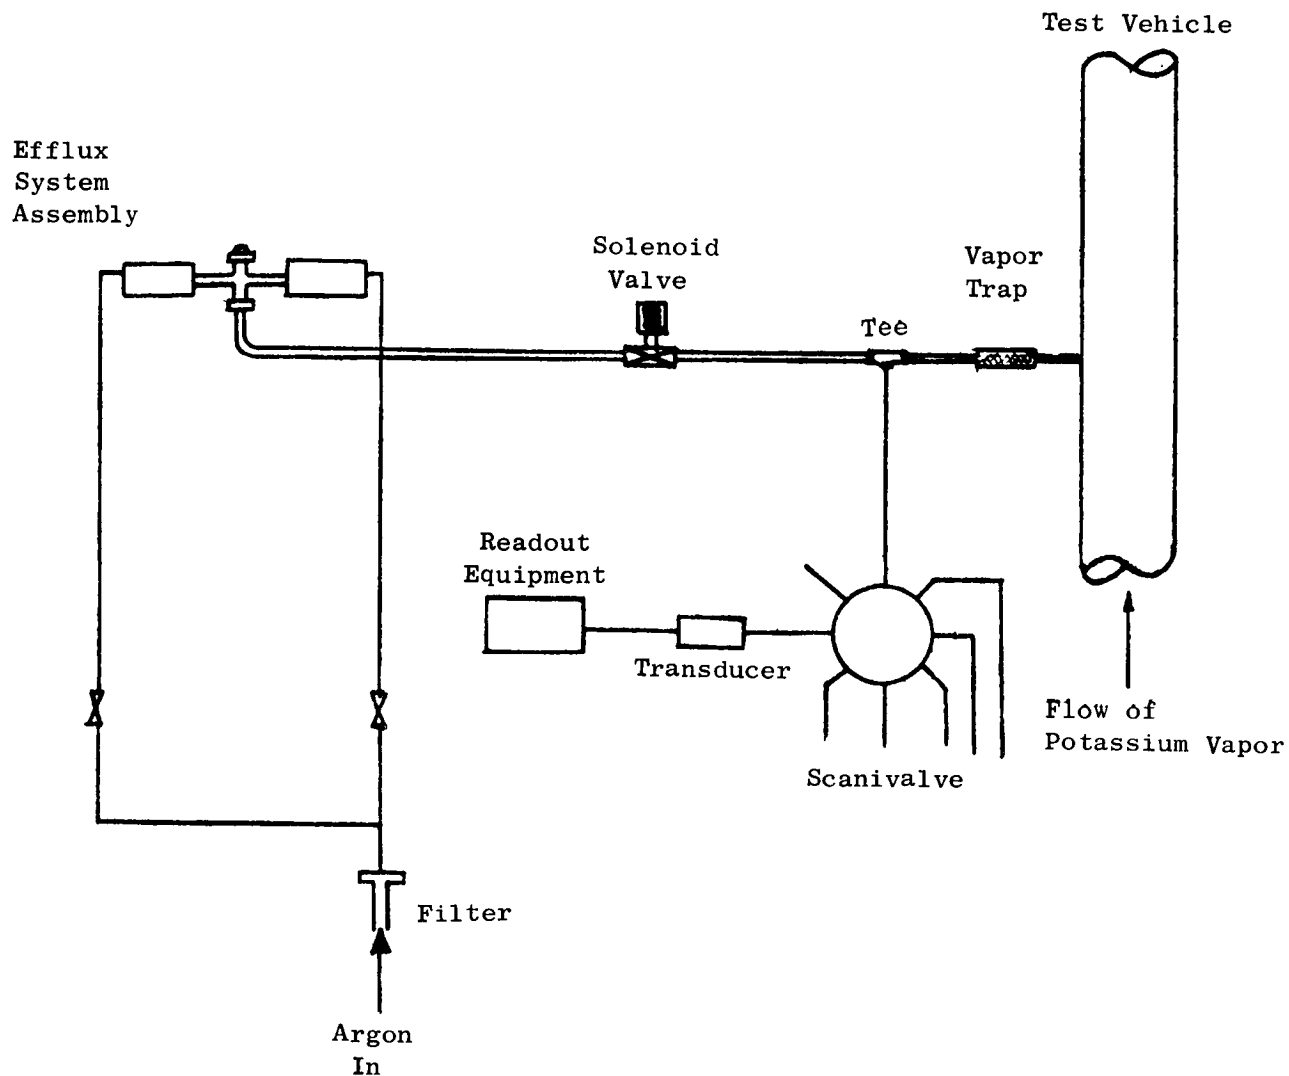 Test Vehicle
Efflux
System
Assembly
Solenoid
Valve
Vapor
Trap
Tee
Readout
Equipment
Transducer
Flow of
Potassium Vapor
Scanivalve
Filter
Argon
In